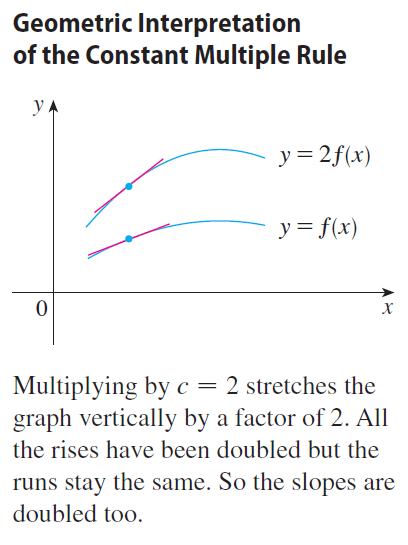 Geometric Interpretation
of the Constant Multiple Rule
y
y = 2f(x)
y = f(x)
0
x
Multiplying by c = 2 stretches the
graph vertically by a factor of 2. All
the rises have been doubled but the
runs stay the same. So the slopes are
doubled too.